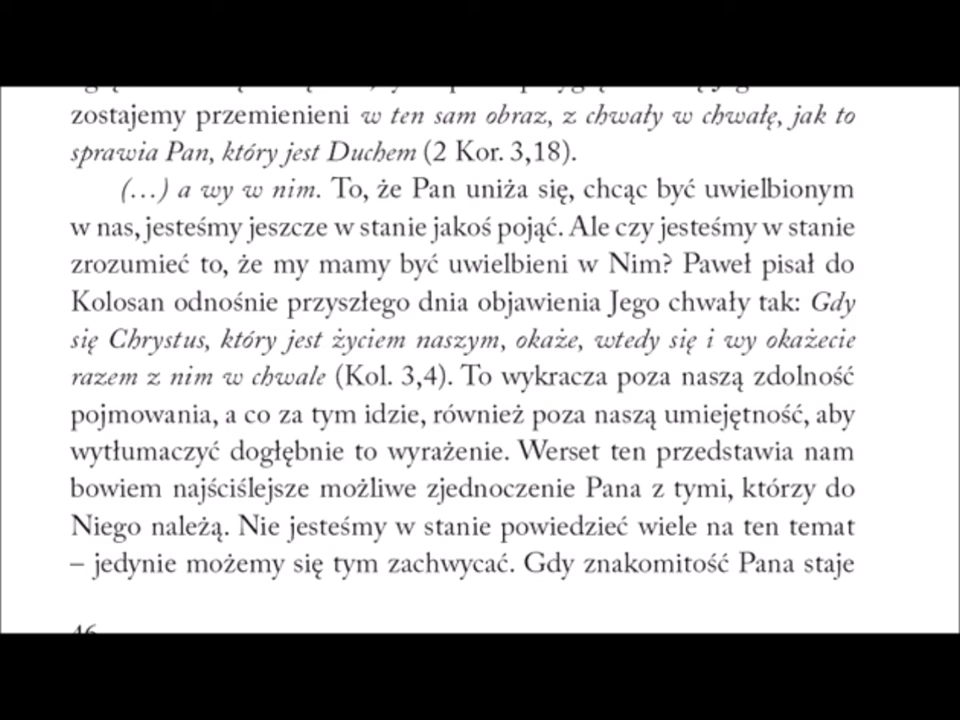 zostajemy przemienieni w ten sam obraz, z chwały w chwałę, jak to
sprawia Pan, który jest Duchem (2 Kor. 3,18).
(…) a wy w nim. To, że Pan uniża się, chcąc być uwielbionym
w nas, jesteśmy jeszcze w stanie jakoś pojąć. Ale czy jesteśmy w stanie
zrozumieć to, że my mamy być uwielbieni w Nim? Paweł pisał do
Kolosan odnośnie przyszłego dnia objawienia Jego chwały tak: Gdy
się Chrystus, który jest życiem naszym, okaże, wtedy się i wy okażecie
razem z nim w chwale (Kol. 3,4). To wykracza poza naszą zdolność
pojmowania, a co za tym idzie, również poza naszą umiejętność, aby
wytłumaczyć dogłębnie to wyrażenie. Werset ten przedstawia nam
bowiem najściślejsze możliwe zjednoczenie Pana z tymi, którzy do
Niego należą. Nie jesteśmy w stanie powiedzieć wiele na ten temat
– jedynie możemy się tym zachwycać. Gdy znakomitość Pana staje
46